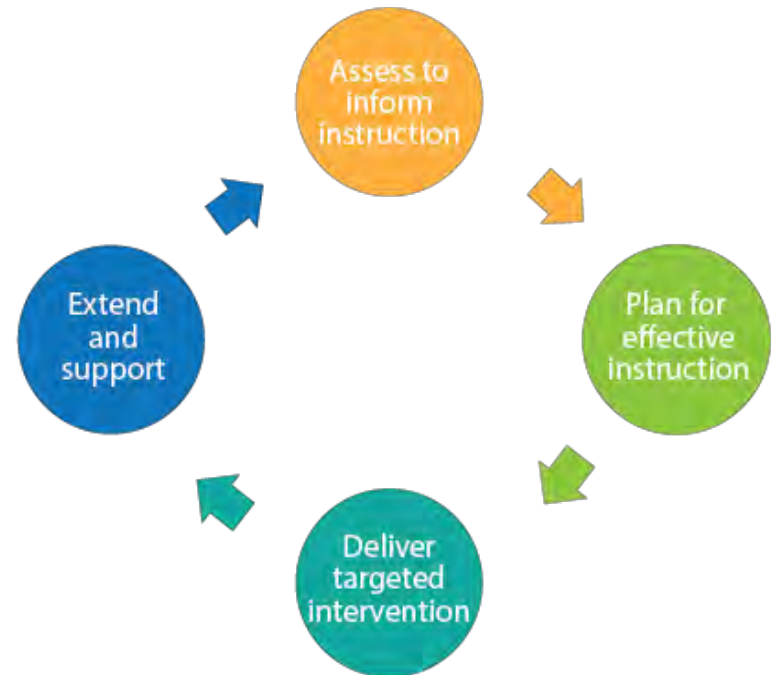 Assess to
inform
instruction
Plan for
effective
instruction
Deliver
targeted
intervention
Extend
and
support